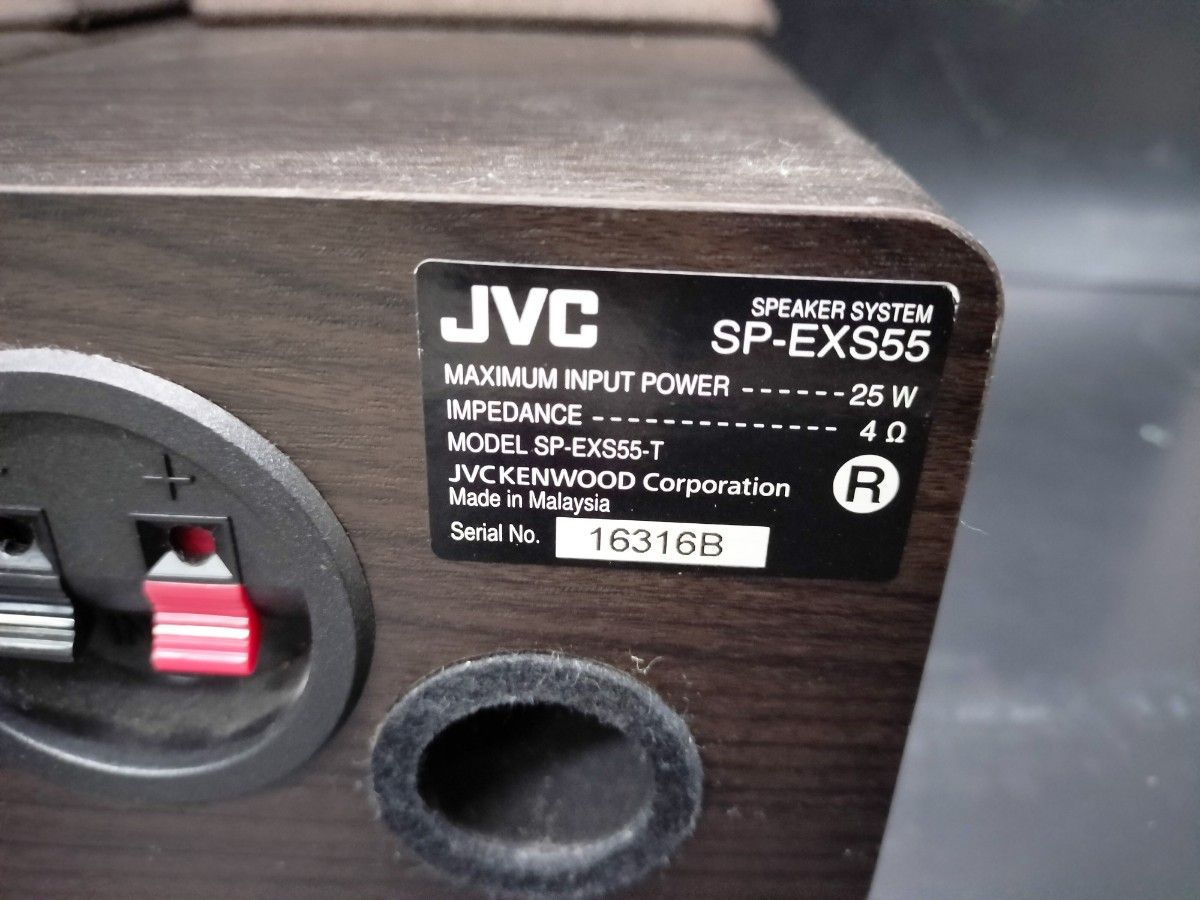 JVC
SPEAKER SYSTEM
SP-EXS55
MAXIMUM INPUT POWER ------ 25 W
IMPEDANCE -------------- 4 Ω
MODEL SP-EXS55-T
JVCKENWOOD Corporation
Made in Malaysia
R
Serial No. 16316B
+